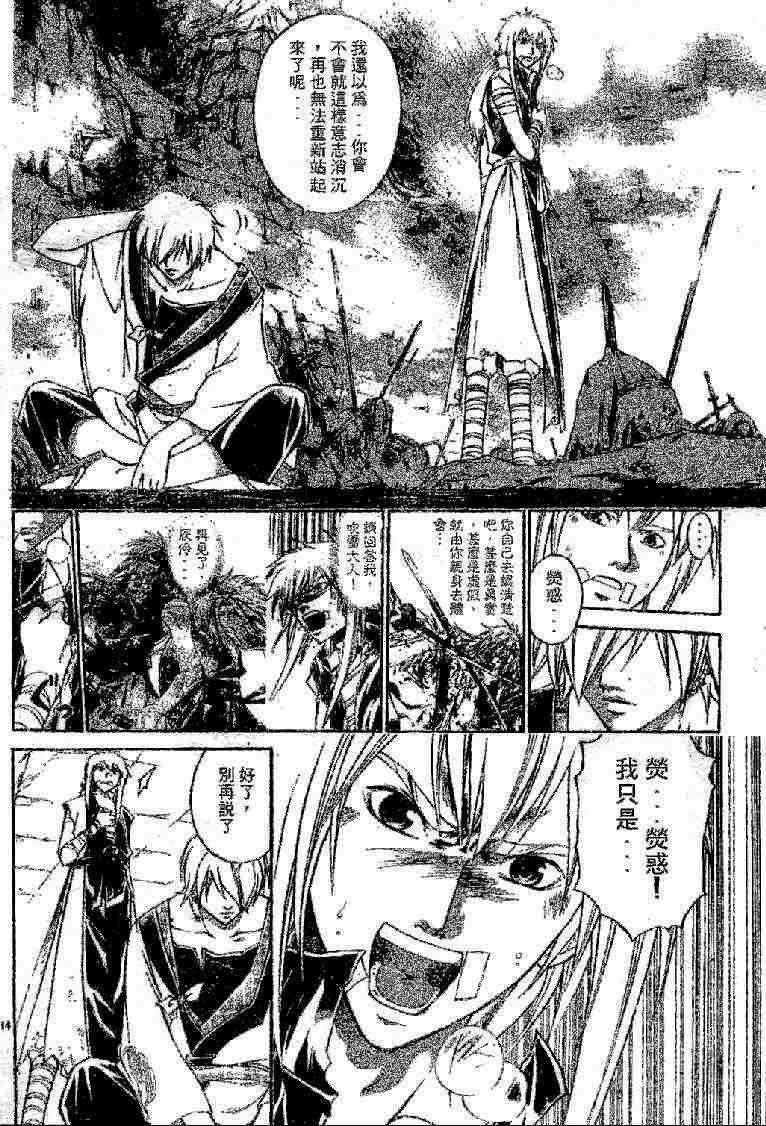 我還以為...你會
不會就這樣意志消沉
，再也無法重新站起
來了呢...
...
熒惑...
你自己去認清楚
吧，甚麼是真實
，甚麼是虛假，
就由你親身去體
會...
請回答我，
吹雪大人！
再見了，
辰伶...
熒...熒惑！
我只是...
好了，
別再說了
14